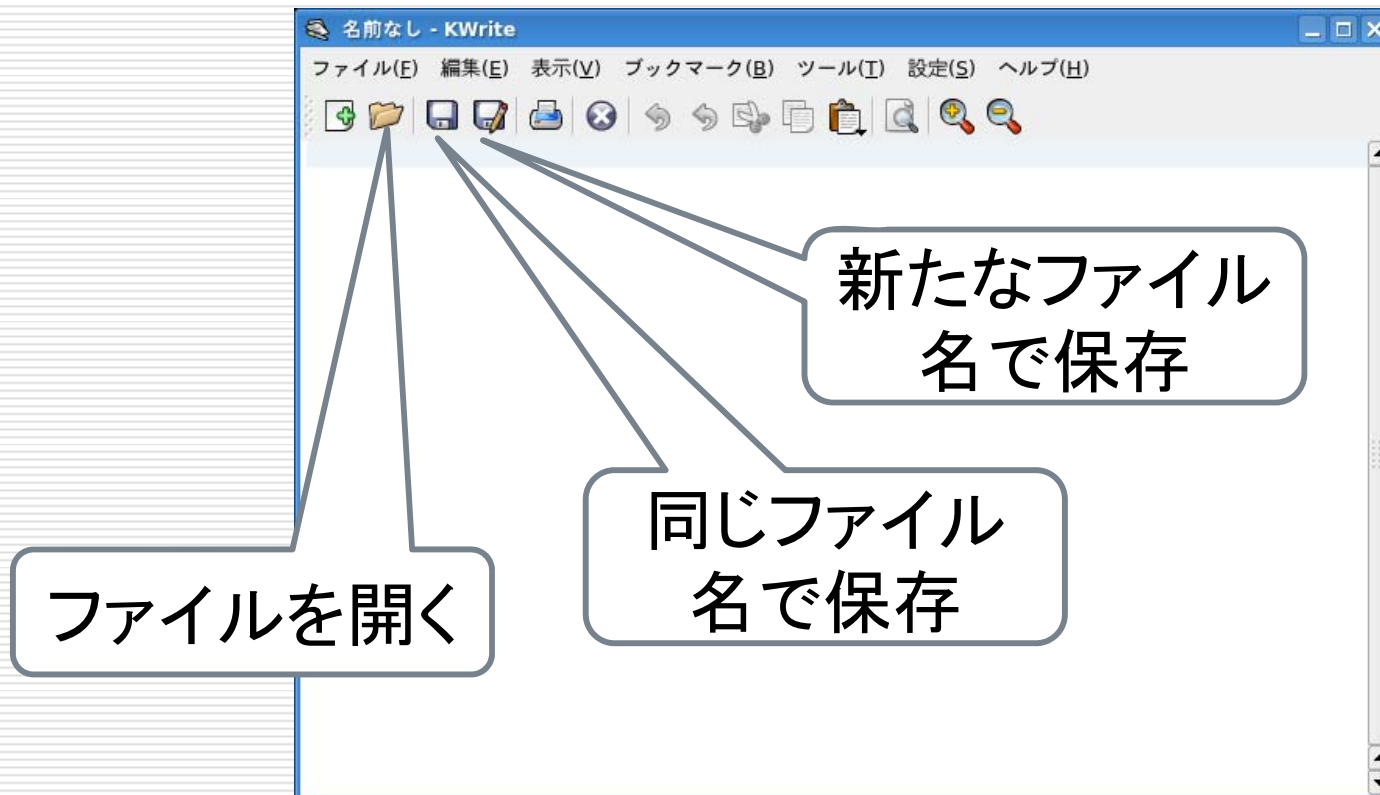 名前なし - KWrite
ファイル(F) 編集(E) 表示(V) ブックマーク(B) ツール(T) 設定(S) ヘルプ(H)
新たなファイル
名で保存
同じファイル
名で保存
ファイルを開く